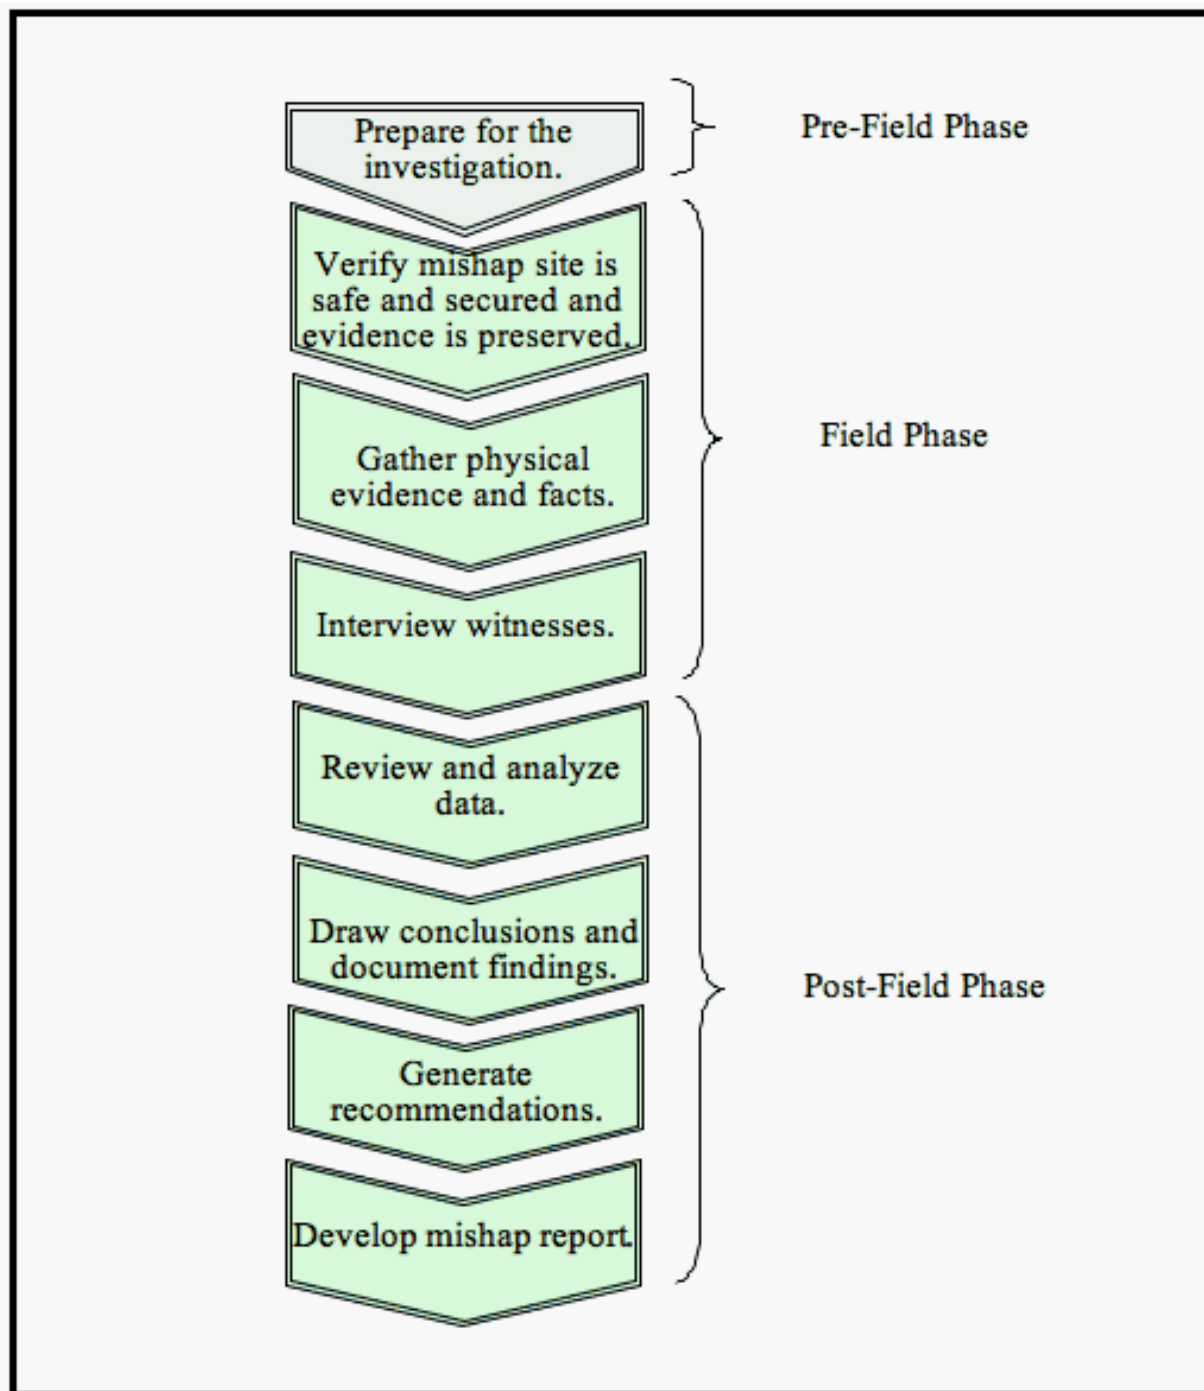 Prepare for the
investigation.
Pre-Field Phase
Verify mishap site is
safe and secured and
evidence is preserved.
Gather physical
evidence and facts.
Field Phase
Interview witnesses.
Review and analyze
data.
Draw conclusions and
document findings.
Post-Field Phase
Generate
recommendations.
Develop mishap report.